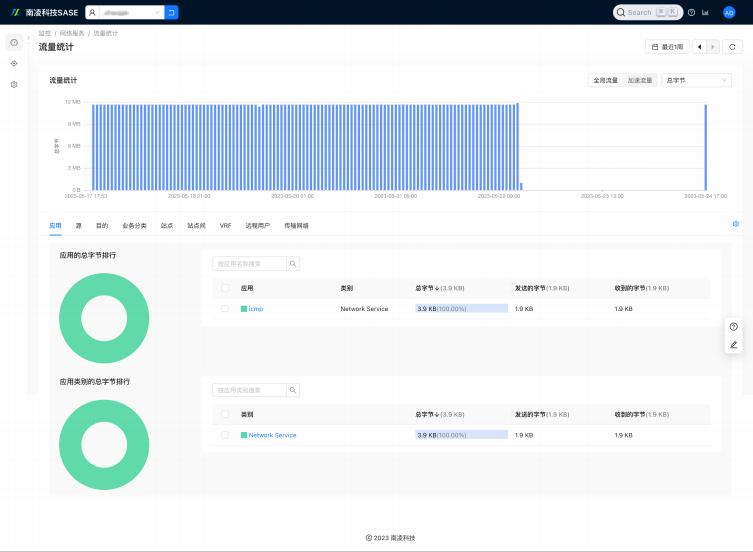 南凌科技SASE
Search ⌘ K
AD
监控 / 网络服务 / 流量统计
流量统计
最近1周
流量统计
全局流量 加速流量 总字节
12 MB
9 MB
6 MB
3 MB
0 B
总字节
2023-05-17 17:53 2023-05-18 21:00 2023-05-20 01:00 2023-05-21 05:00 2023-05-22 09:00 2023-05-23 13:00 2023-05-24 17:00
应用 源 目的 业务分类 站点 站点间 VRF 远程用户 传输网络
应用的总字节排行
按应用名称搜索
应用 类别 总字节↓(3.9 KB) 发送的字节(1.9 KB) 收到的字节(1.9 KB)
icmp Network Service 3.9 KB(100.00%) 1.9 KB 1.9 KB
应用类别的总字节排行
按应用类别搜索
类别 总字节↓(3.9 KB) 发送的字节(1.9 KB) 收到的字节(1.9 KB)
Network Service 3.9 KB(100.00%) 1.9 KB 1.9 KB
© 2023 南凌科技